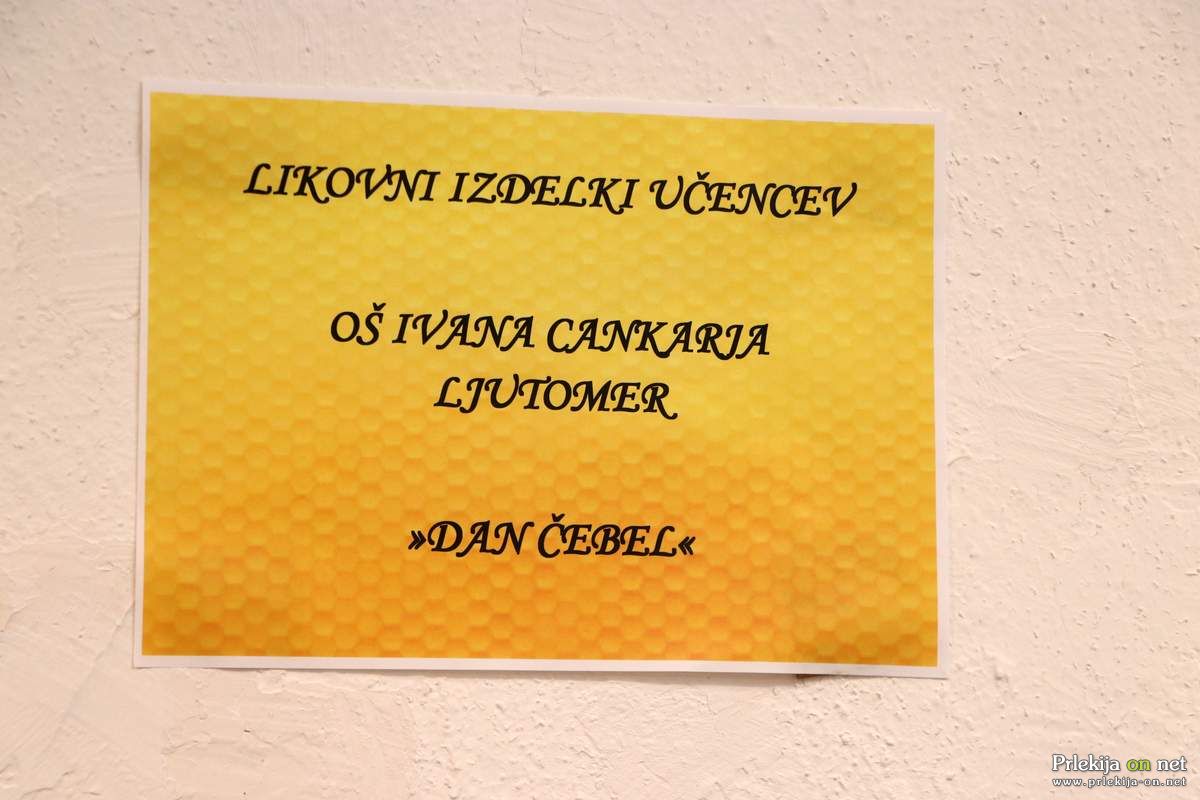 LIKOVNI IZDELKI UČENCEV
OŠ IVANA CANKARJA
LJUTOMER
»DAN ČEBEL«
Prlekija on net
www.prlekija-on.net